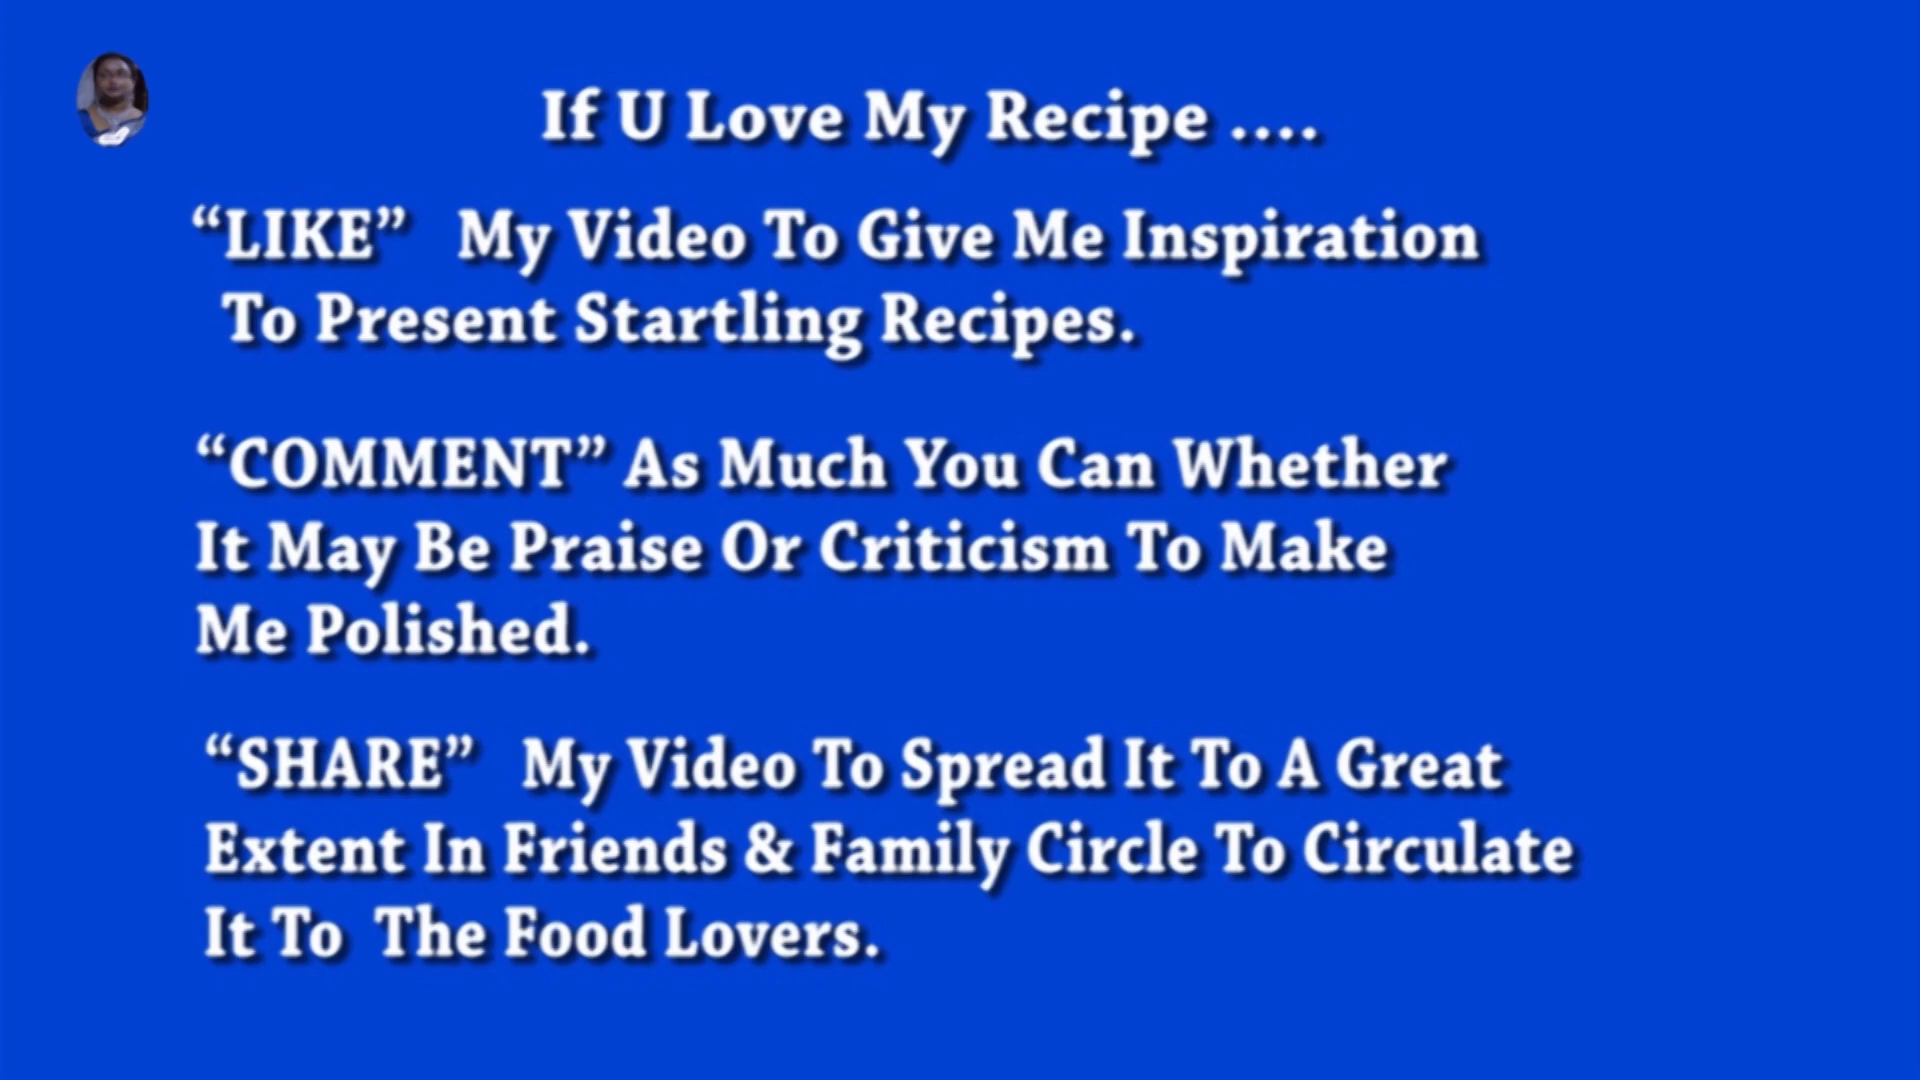 If U Love My Recipe ....
“LIKE” My Video To Give Me Inspiration
To Present Startling Recipes.
“COMMENT” As Much You Can Whether
It May Be Praise Or Criticism To Make
Me Polished.
“SHARE” My Video To Spread It To A Great
Extent In Friends & Family Circle To Circulate
It To The Food Lovers.